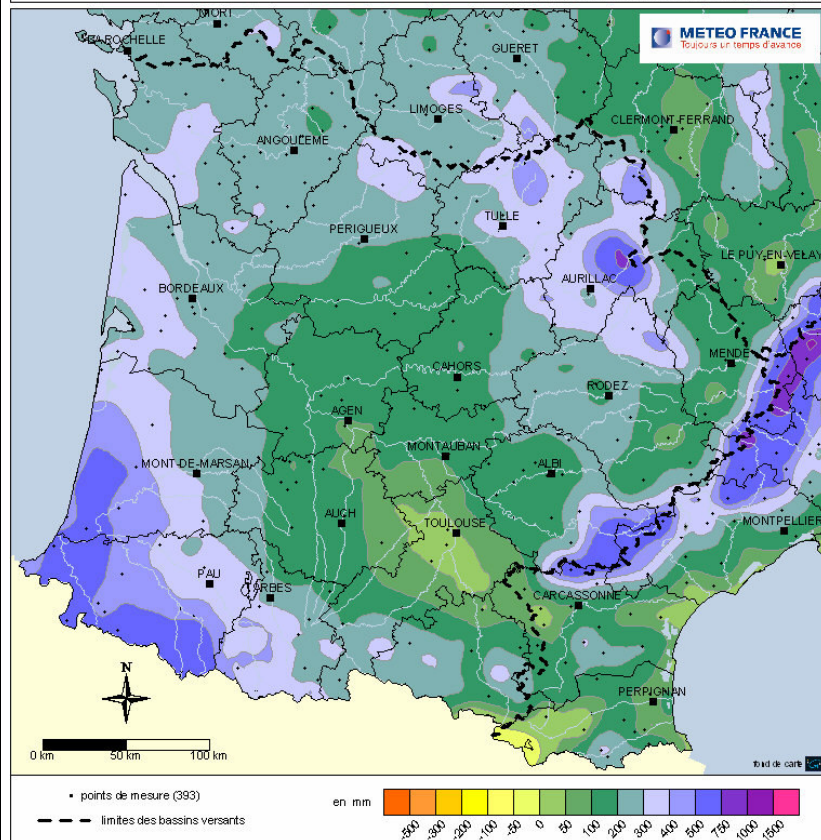 METEO FRANCE
Toujours un temps d'avance
LA ROCHELLE
GUERET
LIMOGES
CLERMONT-FERRAND
ANGOULEME
TULLE
PERIGUEUX
LE PUY-EN-VELAY
AURILLAC
BORDEAUX
MENDE
CAHORS
RODEZ
AGEN
MONTAUBAN
MONT-DE-MARSAN
ALBI
AUCH
TOULOUSE
MONTPELLIER
PAU
TARBES
CARCASSONNE
N
PERPIGNAN
0 km 50 km 100 km
fond de carte
• points de mesure (393)
limites des bassins versants
en mm
-500 -300 -200 -100 -50 0 50 100 200 300 400 500 750 1000 1500